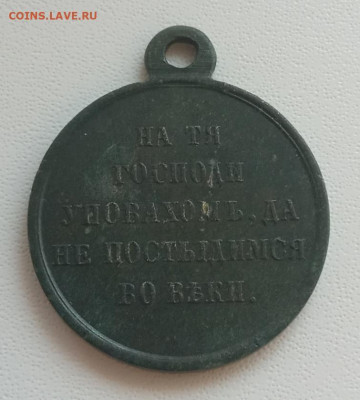 COINS.LAVE.RU
НА ТЯ
ГОСПОДИ
УПОВАХОМЪ, ДА
НЕ ПОСТЫДИМСЯ
ВО ВѢКИ.